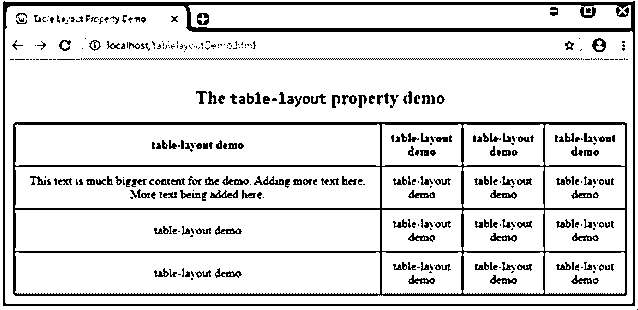 Table Layout Property Demo
localhost/tablelayoutDemo.html
The table-layout property demo
table-layout demo
table-layout
demo
table-layout
demo
table-layout
demo
This text is much bigger content for the demo. Adding more text here.
More text being added here.
table-layout
demo
table-layout
demo
table-layout
demo
table-layout demo
table-layout
demo
table-layout
demo
table-layout
demo
table-layout demo
table-layout
demo
table-layout
demo
table-layout
demo